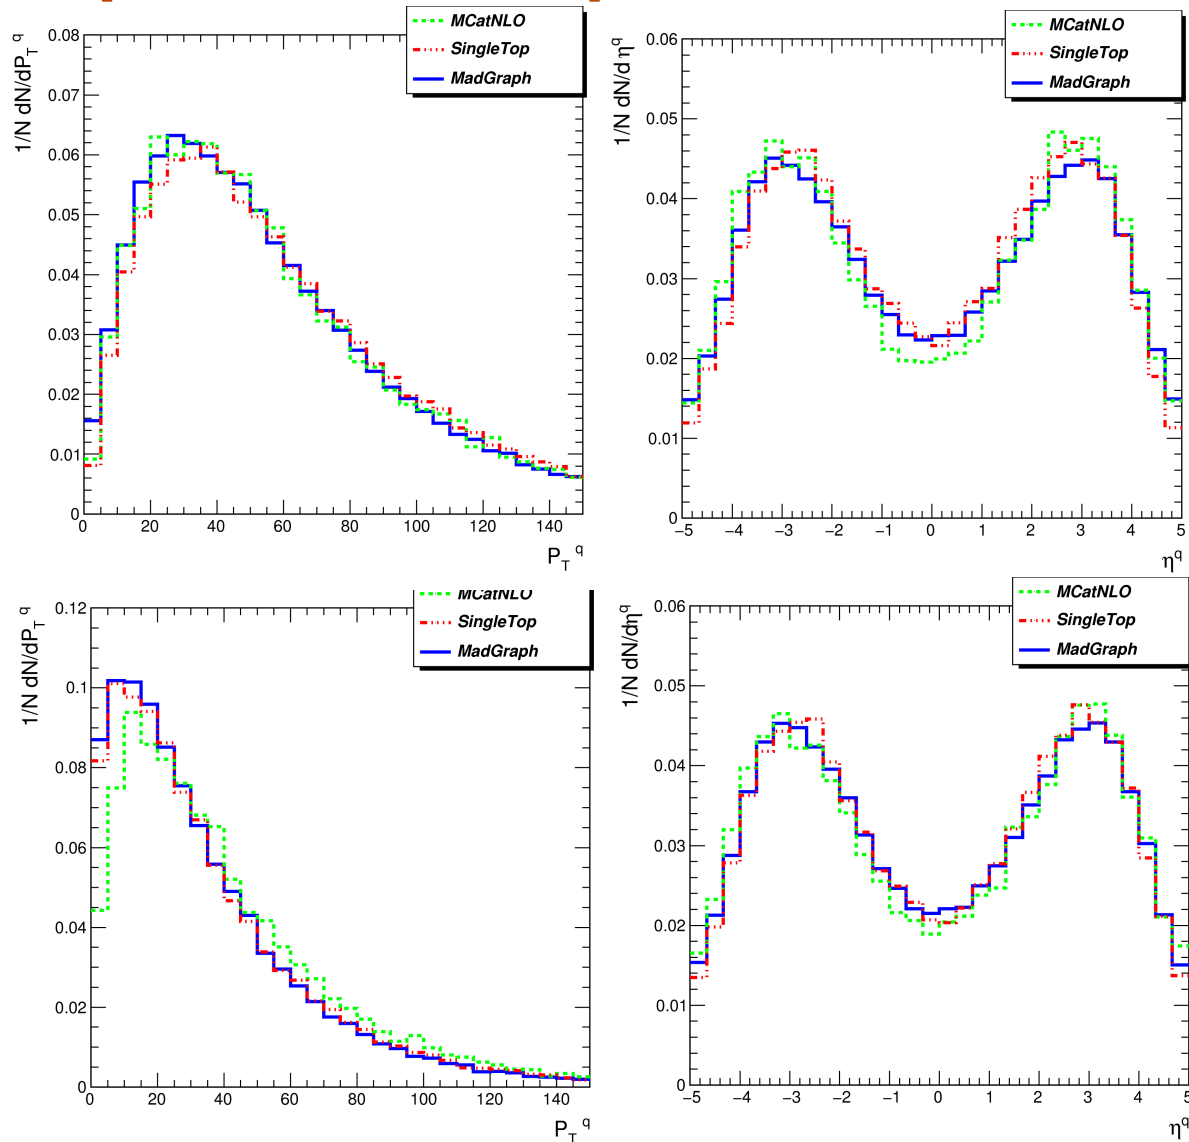 MCatNLO
SingleTop
MadGraph
1/N dN/dP_T^q
0.08
0.07
0.06
0.05
0.04
0.03
0.02
0.01
0
0 20 40 60 80 100 120 140
P_T^q
MCatNLO
SingleTop
MadGraph
1/N dN/dη^q
0.06
0.05
0.04
0.03
0.02
0.01
0
−5 −4 −3 −2 −1 0 1 2 3 4 5
η^q
MCatNLO
SingleTop
MadGraph
1/N dN/dP_T^q
0.12
0.1
0.08
0.06
0.04
0.02
0
0 20 40 60 80 100 120 140
P_T^q
MCatNLO
SingleTop
MadGraph
1/N dN/dη^q
0.06
0.05
0.04
0.03
0.02
0.01
0
−5 −4 −3 −2 −1 0 1 2 3 4 5
η^q